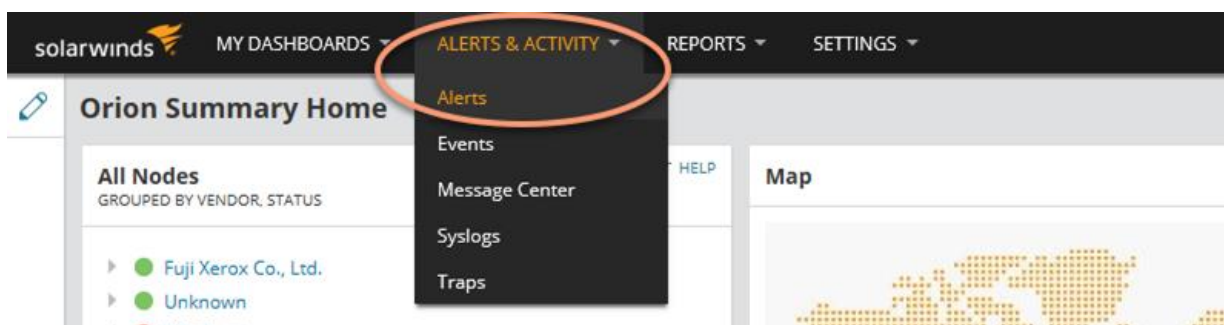 solarwinds MY DASHBOARDS ALERTS & ACTIVITY REPORTS SETTINGS
Orion Summary Home
Alerts
Events
Message Center
Syslogs
Traps
All Nodes
HELP
GROUPED BY VENDOR, STATUS
Fuji Xerox Co., Ltd.
Unknown
Map